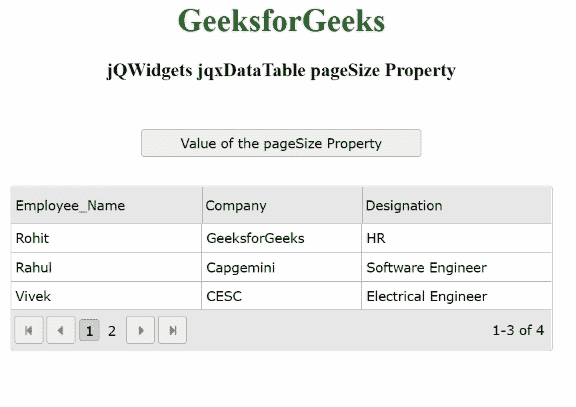 GeeksforGeeks
jQWidgets jqxDataTable pageSize Property
Value of the pageSize Property
Employee_Name Company Designation
Rohit GeeksforGeeks HR
Rahul Capgemini Software Engineer
Vivek CESC Electrical Engineer
1 2 1-3 of 4